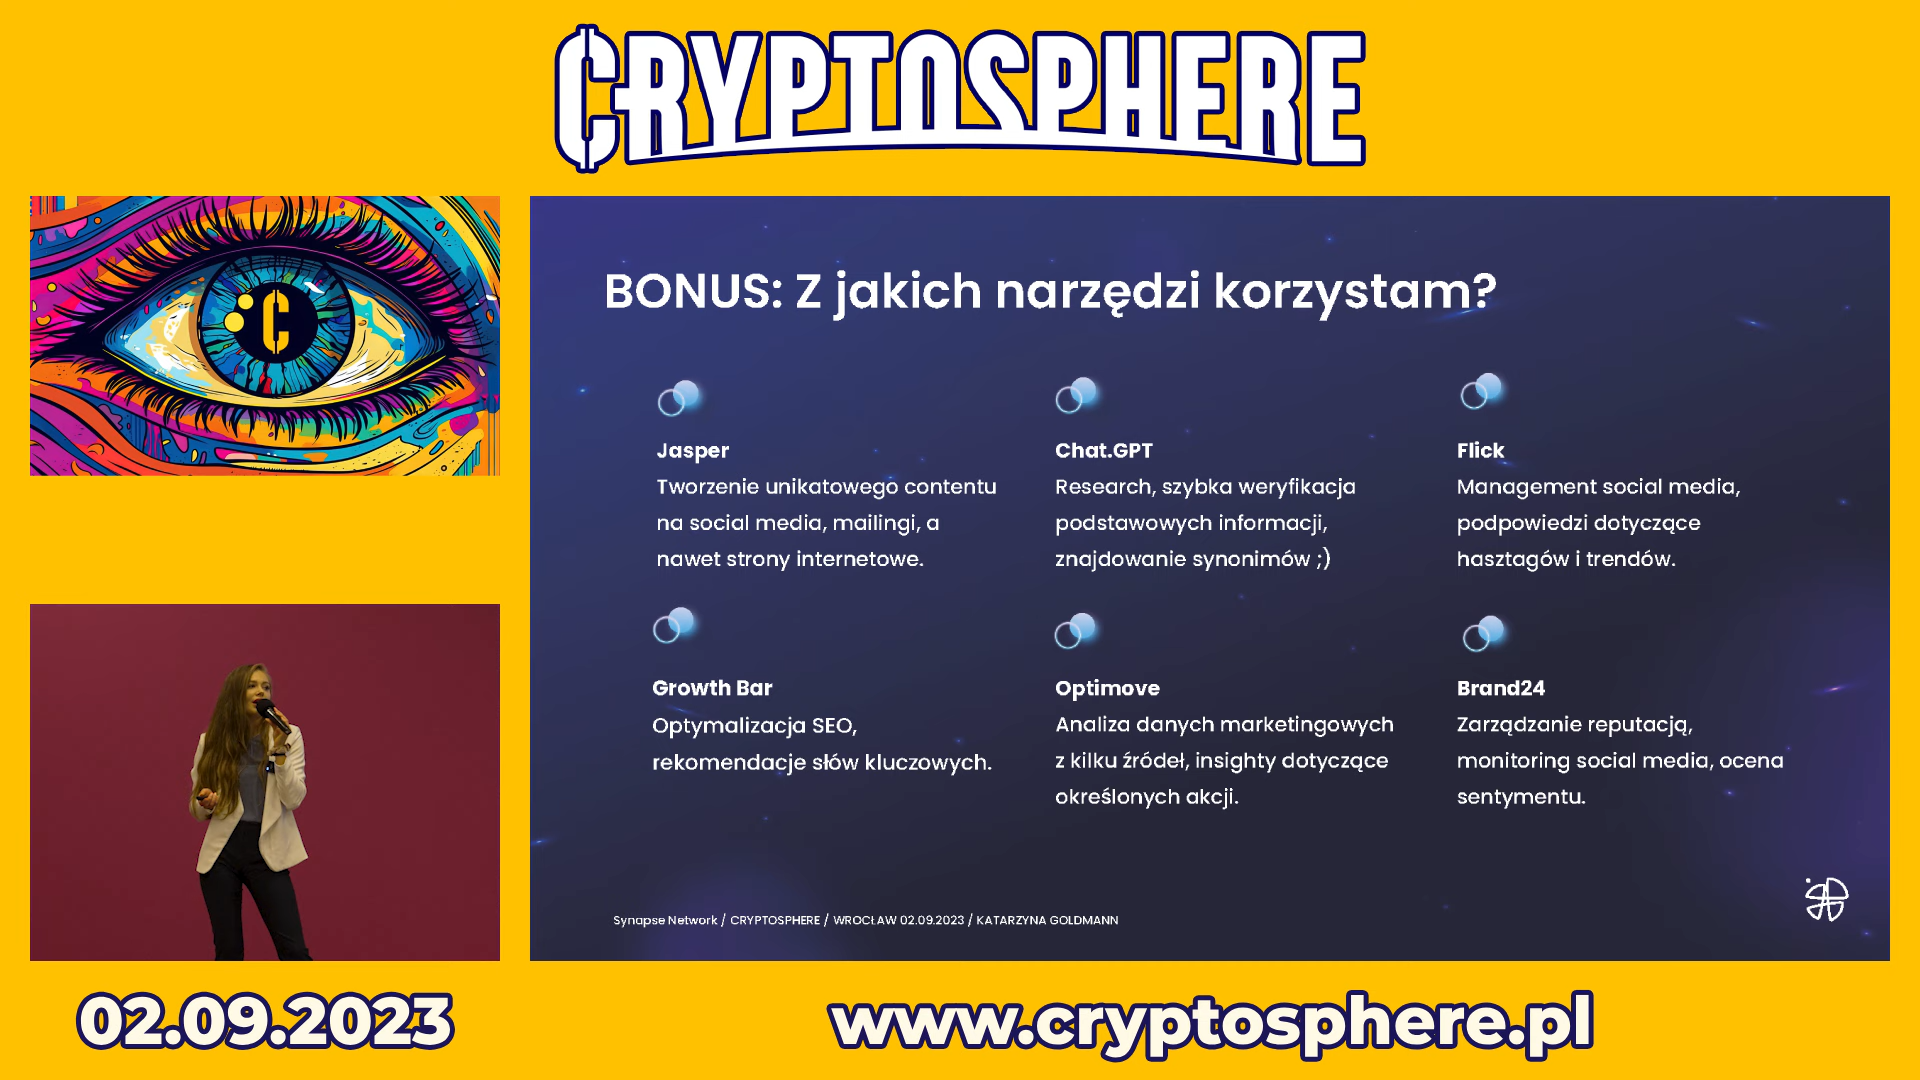 CRYPTOSPHERE
BONUS: Z jakich narzędzi korzystam?
Jasper
Tworzenie unikatowego contentu
na social media, mailingi, a
nawet strony internetowe.
Chat.GPT
Research, szybka weryfikacja
podstawowych informacji,
znajdowanie synonimów ;)
Flick
Management social media,
podpowiedzi dotyczące
hasztagów i trendów.
Growth Bar
Optymalizacja SEO,
rekomendacje słów kluczowych.
Optimove
Analiza danych marketingowych
z kilku źródeł, insighty dotyczące
określonych akcji.
Brand24
Zarządzanie reputacją,
monitoring social media, ocena
sentymentu.
Synapse Network / CRYPTOSPHERE / WROCŁAW 02.09.2023 / KATARZYNA GOLDMANN
02.09.2023
www.cryptosphere.pl